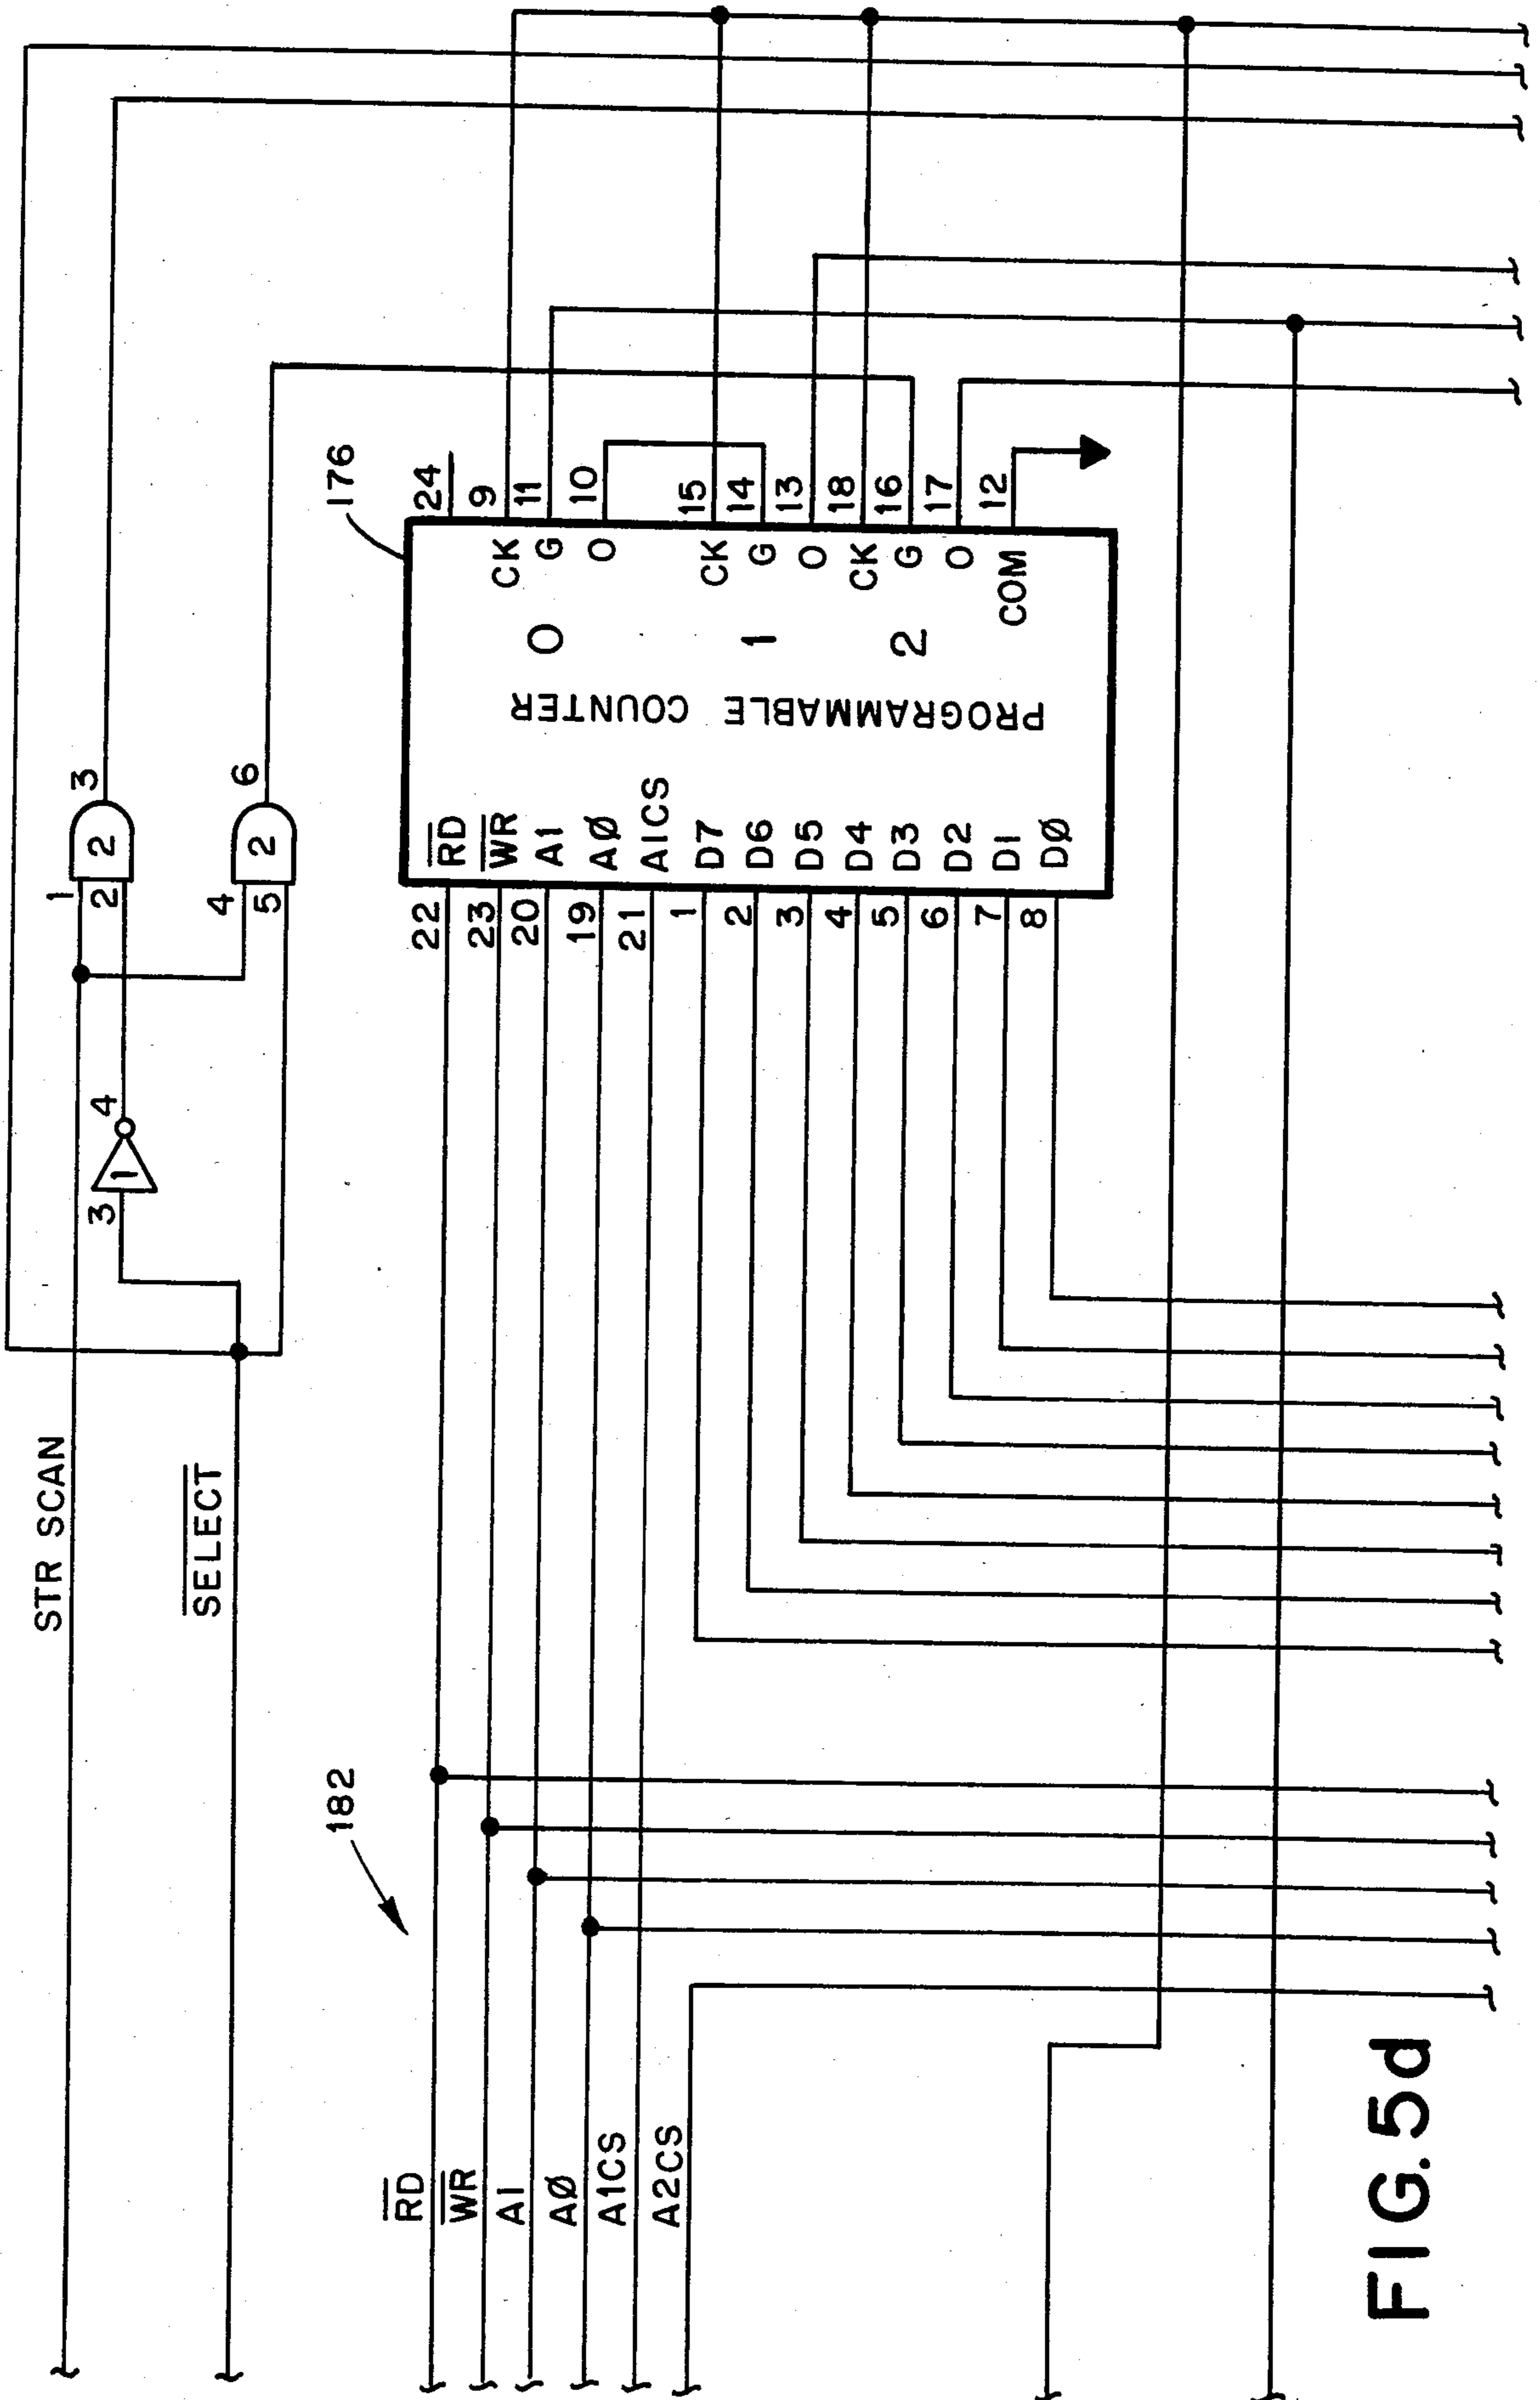 STR SCAN
SELECT
3
4
1
2
2
3
4
5
2
6
1
182
176
RD
WR
A1
AØ
A1CS
A2CS
22
23
20
19
21
1
2
3
4
5
6
7
8
RD
WR
A1
AØ
A1CS
D7
D6
D5
D4
D3
D2
D1
DØ
PROGRAMMABLE COUNTER
0
1
2
CK
G
O
CK
G
O
CK
G
O
COM
24
9
11
10
15
14
13
18
16
17
12
FIG. 5d